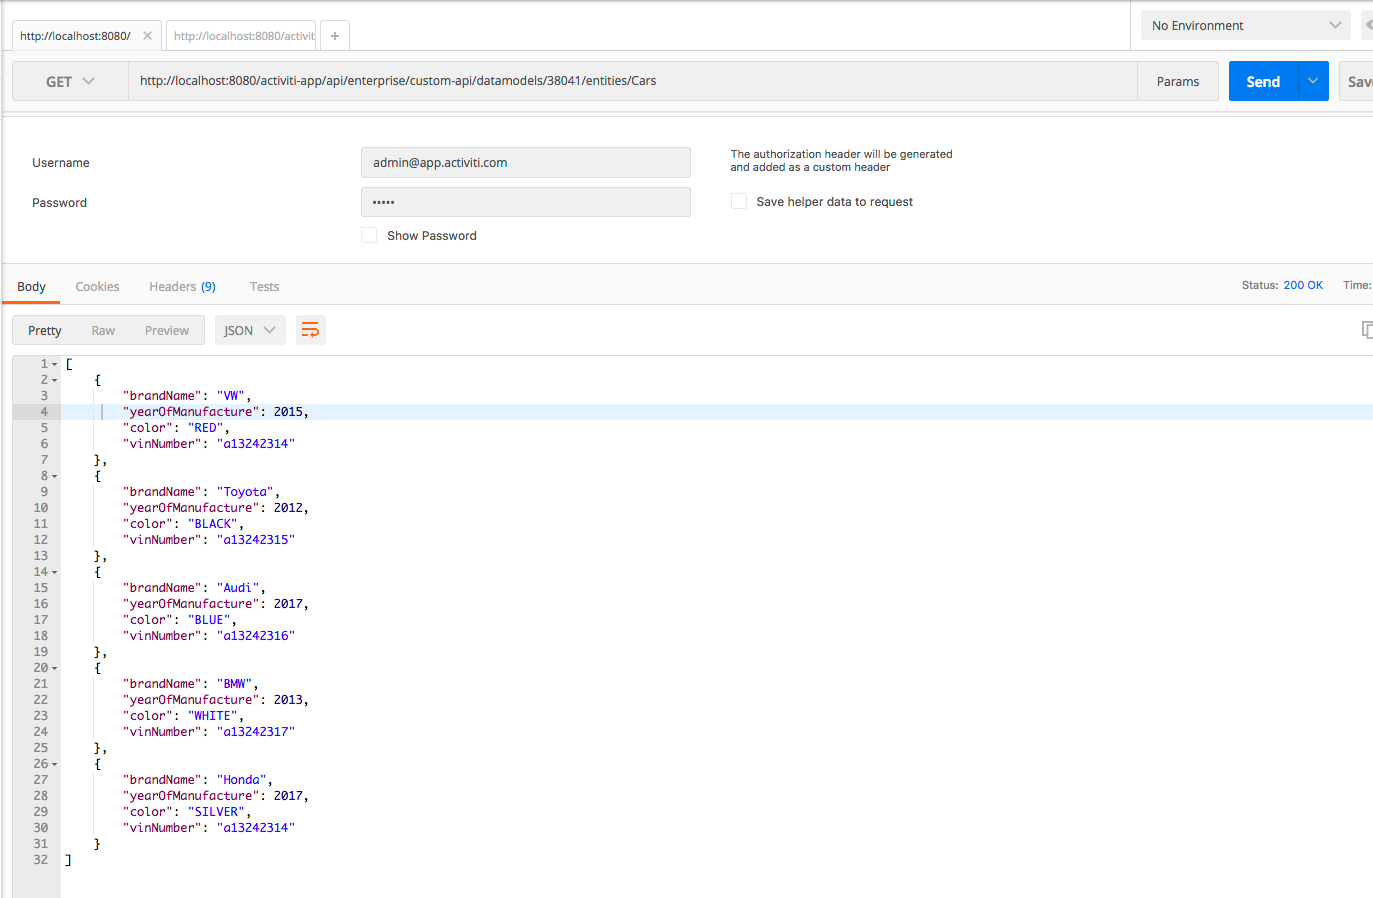 http://localhost:8080/ http://localhost:8080/activit + No Environment
GET http://localhost:8080/activiti-app/api/enterprise/custom-api/datamodels/38041/entities/Cars Params Send Sav
Username admin@app.activiti.com The authorization header will be generated
and added as a custom header
Password ••••• Save helper data to request
Show Password
Body Cookies Headers (9) Tests Status: 200 OK Time:
Pretty Raw Preview JSON
1 [
2 {
3 "brandName": "VW",
4 "yearOfManufacture": 2015,
5 "color": "RED",
6 "vinNumber": "a13242314"
7 },
8 {
9 "brandName": "Toyota",
10 "yearOfManufacture": 2012,
11 "color": "BLACK",
12 "vinNumber": "a13242315"
13 },
14 {
15 "brandName": "Audi",
16 "yearOfManufacture": 2017,
17 "color": "BLUE",
18 "vinNumber": "a13242316"
19 },
20 {
21 "brandName": "BMW",
22 "yearOfManufacture": 2013,
23 "color": "WHITE",
24 "vinNumber": "a13242317"
25 },
26 {
27 "brandName": "Honda",
28 "yearOfManufacture": 2017,
29 "color": "SILVER",
30 "vinNumber": "a13242314"
31 }
32 ]